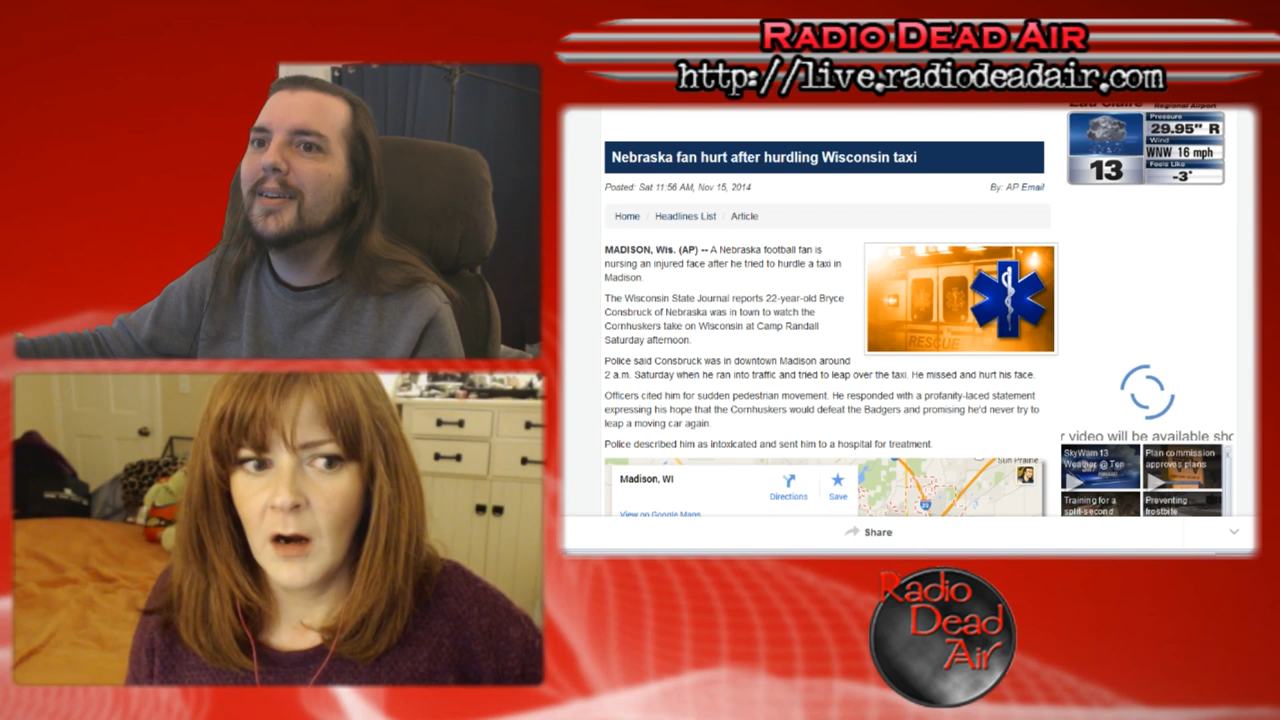 RADIO DEAD AIR
http://live.radiodeadair.com
Eau Claire
Regional Airport
Pressure
29.95" R
Wind
WNW 16 mph
Feels Like
-3°
13
Nebraska fan hurt after hurdling Wisconsin taxi
Posted: Sat 11:56 AM, Nov 15, 2014
By: AP Email
Home / Headlines List / Article
MADISON, Wis. (AP) -- A Nebraska football fan is
nursing an injured face after he tried to hurdle a taxi in
Madison.
The Wisconsin State Journal reports 22-year-old Bryce
Consbruck of Nebraska was in town to watch the
Cornhuskers take on Wisconsin at Camp Randall
Saturday afternoon.
Police said Consbruck was in downtown Madison around
2 a.m. Saturday when he ran into traffic and tried to leap over the taxi. He missed and hurt his face.
Officers cited him for sudden pedestrian movement. He responded with a profanity-laced statement
expressing his hope that the Cornhuskers would defeat the Badgers and promising he'd never try to
leap a moving car again.
Police described him as intoxicated and sent him to a hospital for treatment.
RESCUE
r video will be available sho
SkyWarn 13
Weather @ Ten
Plan commission
approves plans
Training for a
split-second
Preventing
frostbite
Madison, WI
Directions
Save
View on Google Maps
Sun Prairie
Share
Radio
Dead
Air